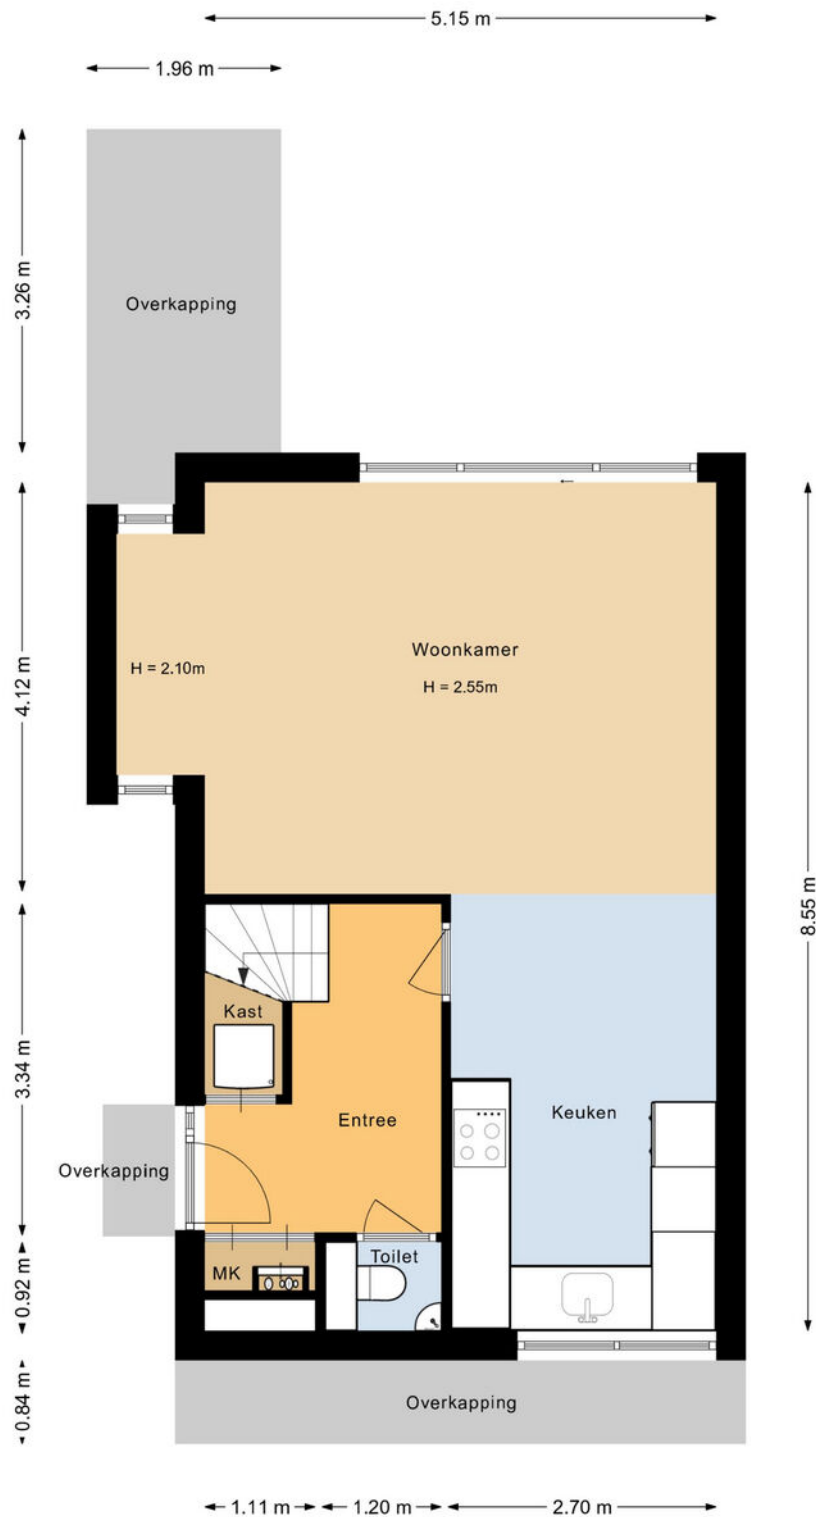 5.15 m
1.96 m
3.26 m
Overkapping
4.12 m
H = 2.10m
Woonkamer
H = 2.55m
8.55 m
3.34 m
Kast
Entree
Keuken
Overkapping
0.92 m
MK
Toilet
0.84 m
Overkapping
1.11 m
1.20 m
2.70 m